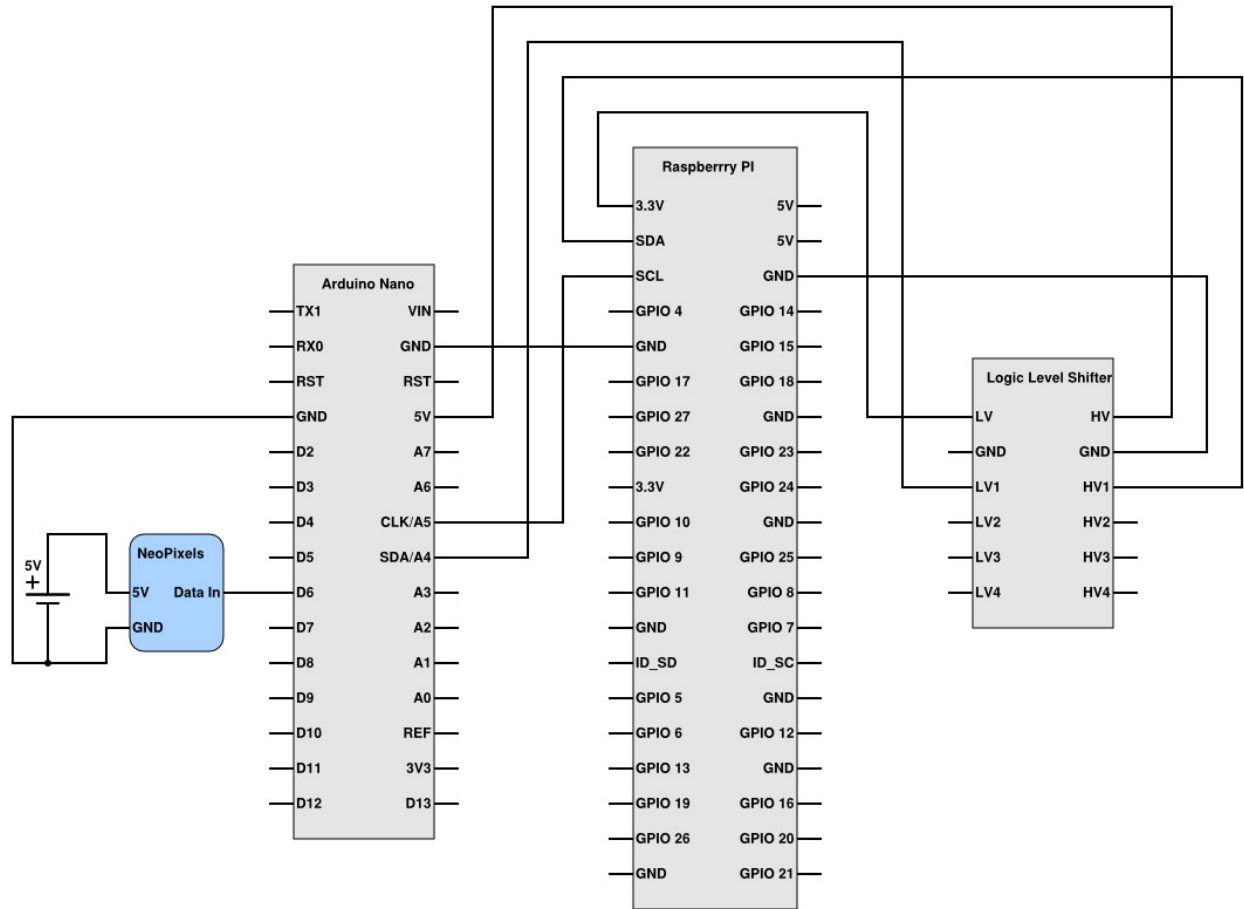 Raspberrry PI
3.3V 5V
SDA 5V
SCL GND
GPIO 4 GPIO 14
GND GPIO 15
GPIO 17 GPIO 18
GPIO 27 GND
GPIO 22 GPIO 23
3.3V GPIO 24
GPIO 10 GND
GPIO 9 GPIO 25
GPIO 11 GPIO 8
GND GPIO 7
ID_SD ID_SC
GPIO 5 GND
GPIO 6 GPIO 12
GPIO 13 GND
GPIO 19 GPIO 16
GPIO 26 GPIO 20
GND GPIO 21
Arduino Nano
TX1 VIN
RX0 GND
RST RST
GND 5V
D2 A7
D3 A6
D4 CLK/A5
D5 SDA/A4
D6 A3
D7 A2
D8 A1
D9 A0
D10 REF
D11 3V3
D12 D13
Logic Level Shifter
LV HV
GND GND
LV1 HV1
LV2 HV2
LV3 HV3
LV4 HV4
5V
+
NeoPixels
5V Data In
GND